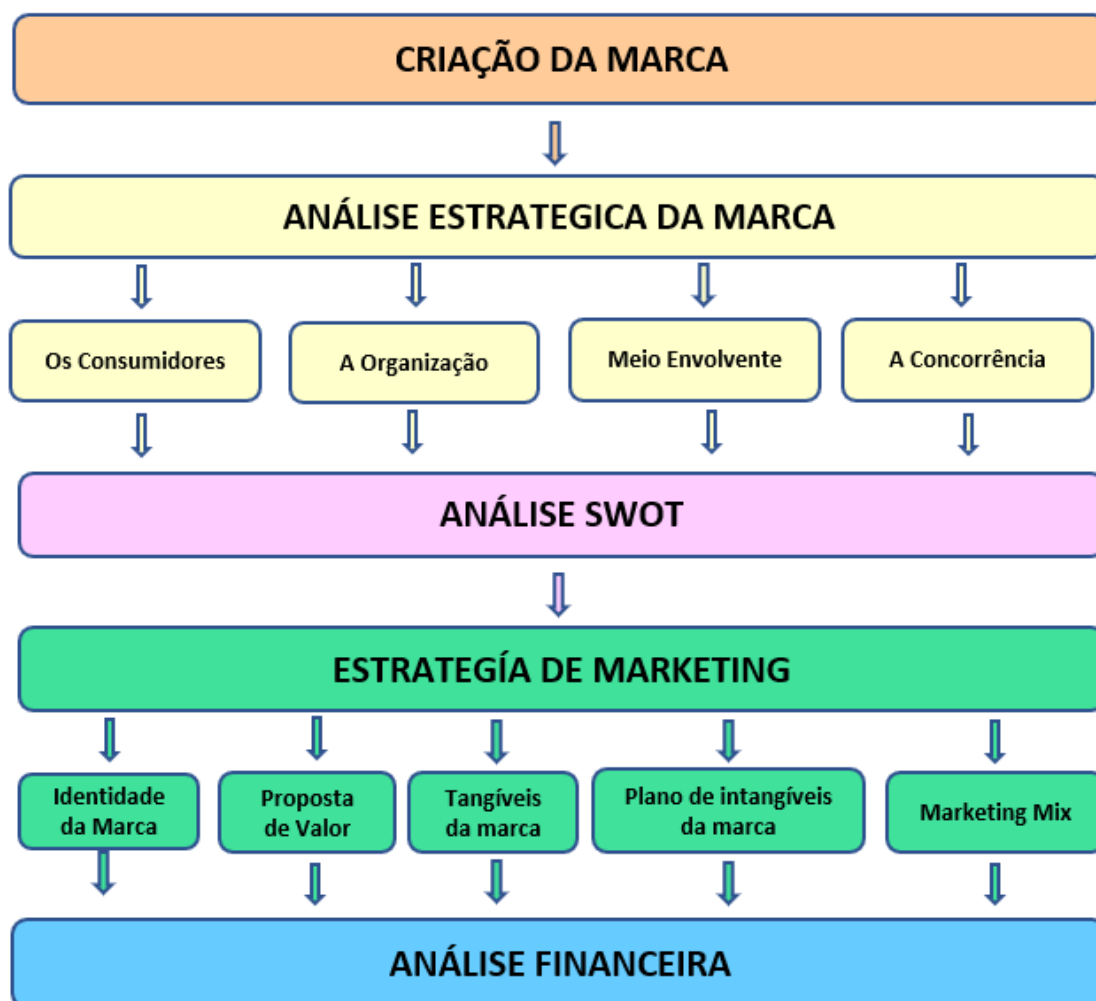 CRIAÇÃO DA MARCA
ANÁLISE ESTRATEGICA DA MARCA
Os Consumidores
A Organização
Meio Envolvente
A Concorrência
ANÁLISE SWOT
ESTRATEGÍA DE MARKETING
Identidade
da Marca
Proposta
de Valor
Tangíveis
da marca
Plano de intangíveis
da marca
Marketing Mix
ANÁLISE FINANCEIRA